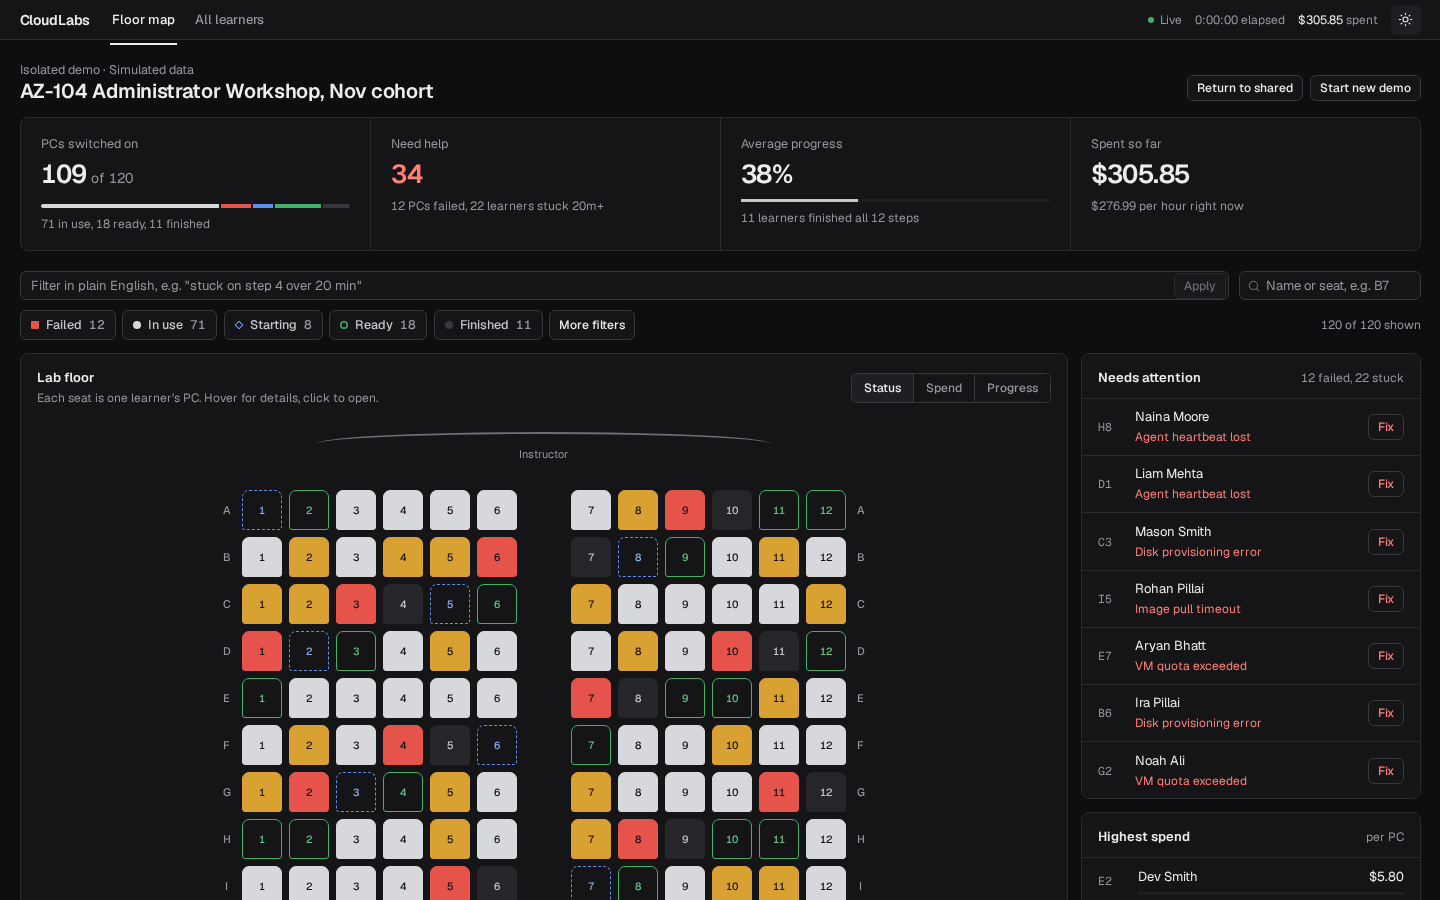 CloudLabs
Floor map
All learners
Live
0:00:00 elapsed
$305.85 spent
Isolated demo · Simulated data
AZ-104 Administrator Workshop, Nov cohort
Return to shared
Start new demo
PCs switched on
109 of 120
71 in use, 18 ready, 11 finished
Need help
34
12 PCs failed, 22 learners stuck 20m+
Average progress
38%
11 learners finished all 12 steps
Spent so far
$305.85
$276.99 per hour right now
Filter in plain English, e.g. "stuck on step 4 over 20 min"
Apply
Name or seat, e.g. B7
Failed 12
In use 71
Starting 8
Ready 18
Finished 11
More filters
120 of 120 shown
Lab floor
Each seat is one learner's PC. Hover for details, click to open.
Status
Spend
Progress
Instructor
A 1 2 3 4 5 6 7 8 9 10 11 12 A
B 1 2 3 4 5 6 7 8 9 10 11 12 B
C 1 2 3 4 5 6 7 8 9 10 11 12 C
D 1 2 3 4 5 6 7 8 9 10 11 12 D
E 1 2 3 4 5 6 7 8 9 10 11 12 E
F 1 2 3 4 5 6 7 8 9 10 11 12 F
G 1 2 3 4 5 6 7 8 9 10 11 12 G
H 1 2 3 4 5 6 7 8 9 10 11 12 H
I 1 2 3 4 5 6 7 8 9 10 11 12 I
Needs attention
12 failed, 22 stuck
H8
Naina Moore
Agent heartbeat lost
Fix
D1
Liam Mehta
Agent heartbeat lost
Fix
C3
Mason Smith
Disk provisioning error
Fix
I5
Rohan Pillai
Image pull timeout
Fix
E7
Aryan Bhatt
VM quota exceeded
Fix
B6
Ira Pillai
Disk provisioning error
Fix
G2
Noah Ali
VM quota exceeded
Fix
Highest spend
per PC
E2
Dev Smith
$5.80